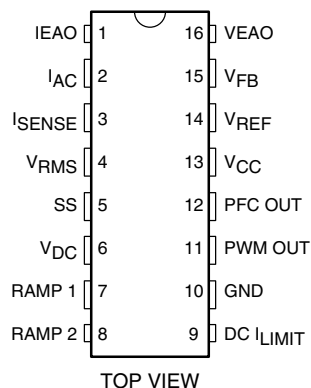 IEAO 1 16 VEAO
IAC 2 15 VFB
ISENSE 3 14 VREF
VRMS 4 13 VCC
SS 5 12 PFC OUT
VDC 6 11 PWM OUT
RAMP 1 7 10 GND
RAMP 2 8 9 DC ILIMIT
TOP VIEW